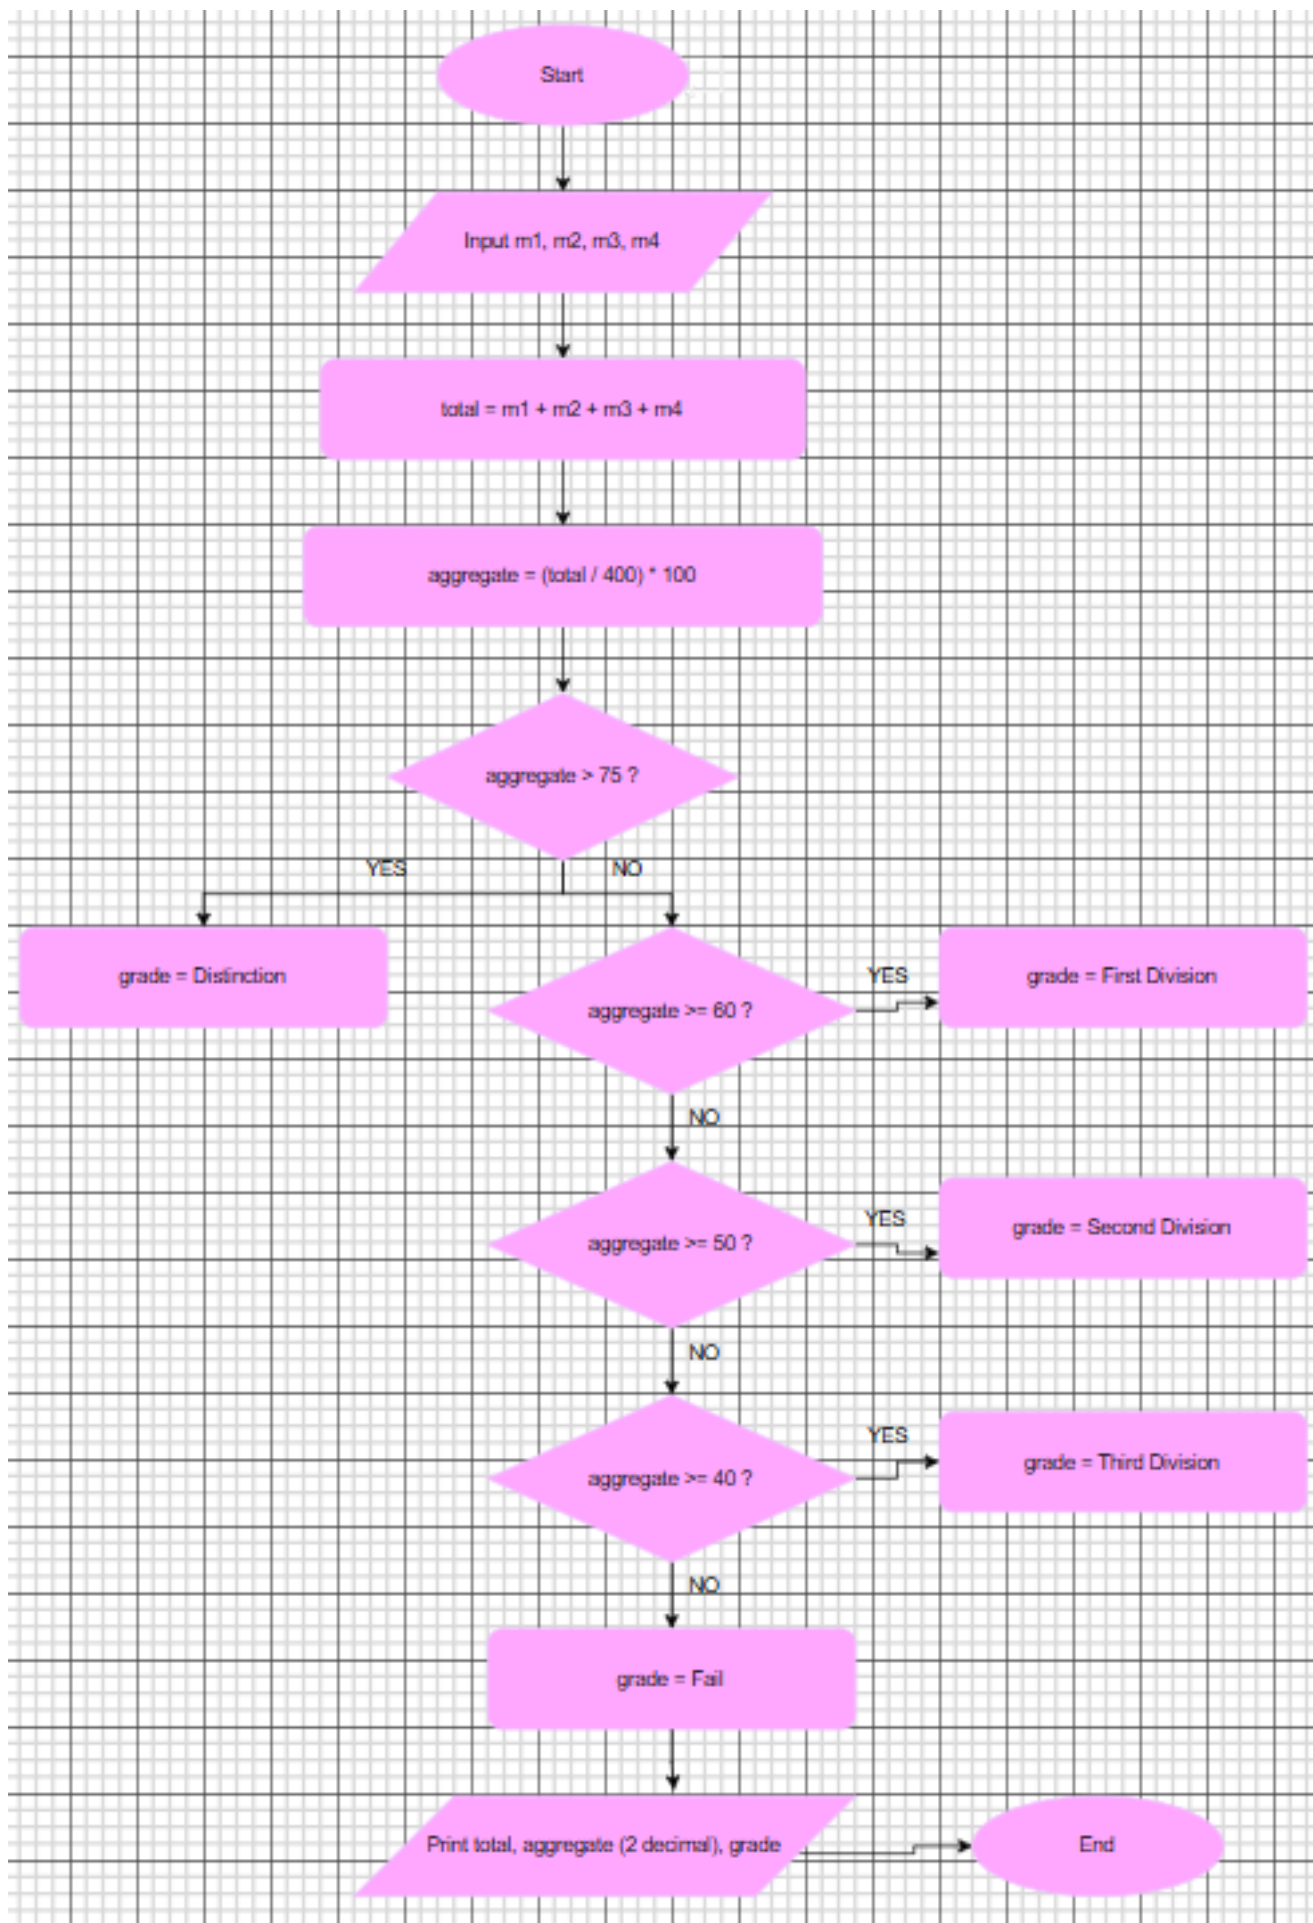 Start
Input m1, m2, m3, m4
total = m1 + m2 + m3 + m4
aggregate = (total / 400) * 100
aggregate > 75 ?
YES
NO
grade = Distinction
aggregate >= 60 ?
YES
grade = First Division
NO
aggregate >= 50 ?
YES
grade = Second Division
NO
aggregate >= 40 ?
YES
grade = Third Division
NO
grade = Fail
Print total, aggregate (2 decimal), grade
End